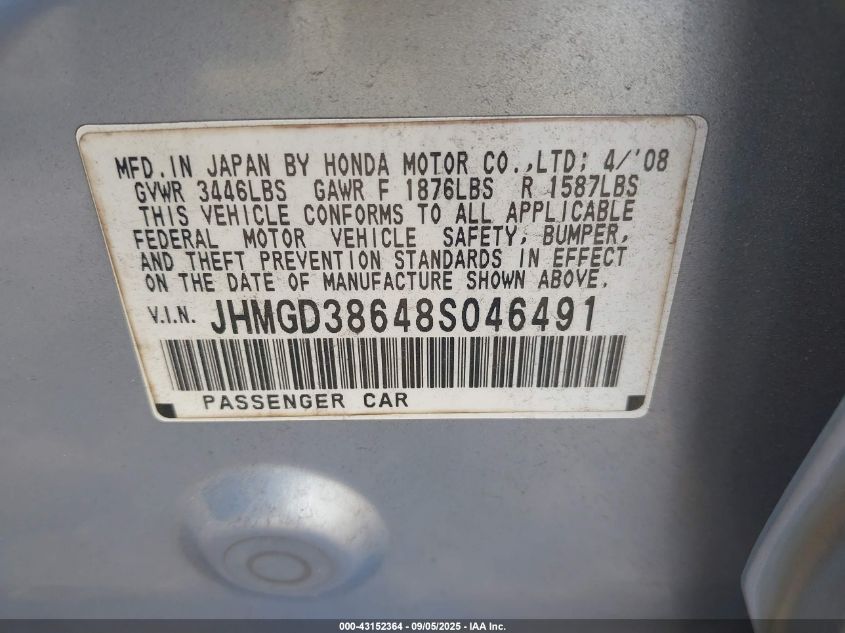 MFD.IN JAPAN BY HONDA MOTOR CO.,LTD; 4/'08
GVWR 3446LBS GAWR F 1876LBS R 1587LBS
THIS VEHICLE CONFORMS TO ALL APPLICABLE
FEDERAL MOTOR VEHICLE SAFETY, BUMPER,
AND THEFT PREVENTION STANDARDS IN EFFECT
ON THE DATE OF MANUFACTURE SHOWN ABOVE.
V.I.N. JHMGD38648S046491
PASSENGER CAR
000-43152364 - 09/05/2025 - IAA Inc.